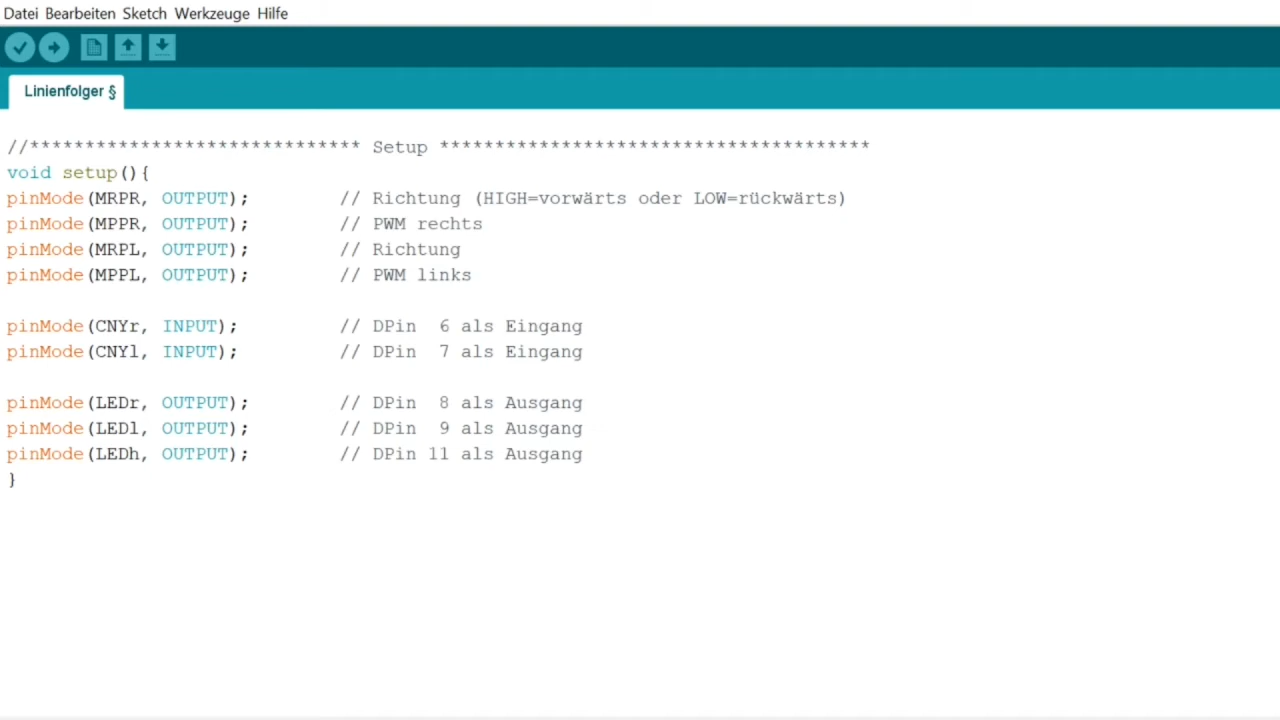 Datei Bearbeiten Sketch Werkzeuge Hilfe
Linienfolger §
//****************************** Setup ***************************************
void setup(){
pinMode(MRPR, OUTPUT); // Richtung (HIGH=vorwärts oder LOW=rückwärts)
pinMode(MPPR, OUTPUT); // PWM rechts
pinMode(MRPL, OUTPUT); // Richtung
pinMode(MPPL, OUTPUT); // PWM links
pinMode(CNYr, INPUT); // DPin 6 als Eingang
pinMode(CNYl, INPUT); // DPin 7 als Eingang
pinMode(LEDr, OUTPUT); // DPin 8 als Ausgang
pinMode(LEDl, OUTPUT); // DPin 9 als Ausgang
pinMode(LEDh, OUTPUT); // DPin 11 als Ausgang
}